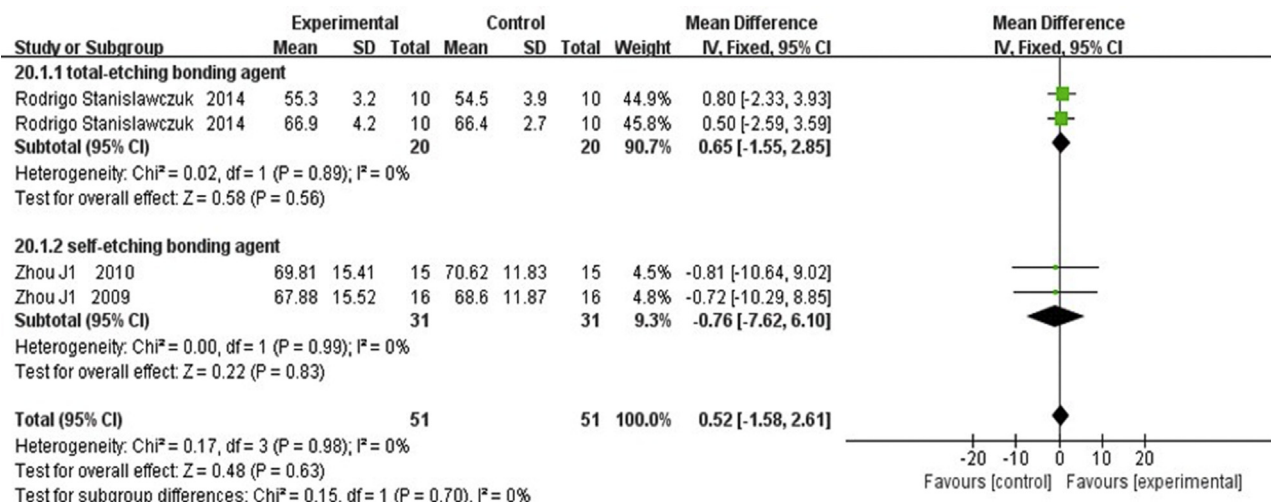 Experimental Control Mean Difference Mean Difference
Study or Subgroup Mean SD Total Mean SD Total Weight IV, Fixed, 95% CI IV, Fixed, 95% CI
20.1.1 total-etching bonding agent
Rodrigo Stanislawczuk 2014 55.3 3.2 10 54.5 3.9 10 44.9% 0.80 [-2.33, 3.93]
Rodrigo Stanislawczuk 2014 66.9 4.2 10 66.4 2.7 10 45.8% 0.50 [-2.59, 3.59]
Subtotal (95% CI) 20 20 90.7% 0.65 [-1.55, 2.85]
Heterogeneity: Chi² = 0.02, df = 1 (P = 0.89); I² = 0%
Test for overall effect: Z = 0.58 (P = 0.56)
20.1.2 self-etching bonding agent
Zhou J1 2010 69.81 15.41 15 70.62 11.83 15 4.5% -0.81 [-10.64, 9.02]
Zhou J1 2009 67.88 15.52 16 68.6 11.87 16 4.8% -0.72 [-10.29, 8.85]
Subtotal (95% CI) 31 31 9.3% -0.76 [-7.62, 6.10]
Heterogeneity: Chi² = 0.00, df = 1 (P = 0.99); I² = 0%
Test for overall effect: Z = 0.22 (P = 0.83)
Total (95% CI) 51 51 100.0% 0.52 [-1.58, 2.61]
Heterogeneity: Chi² = 0.17, df = 3 (P = 0.98); I² = 0%
Test for overall effect: Z = 0.48 (P = 0.63)
Test for subgroup differences: Chi² = 0.15, df = 1 (P = 0.70), I² = 0%
-20 -10 0 10 20
Favours [control] Favours [experimental]